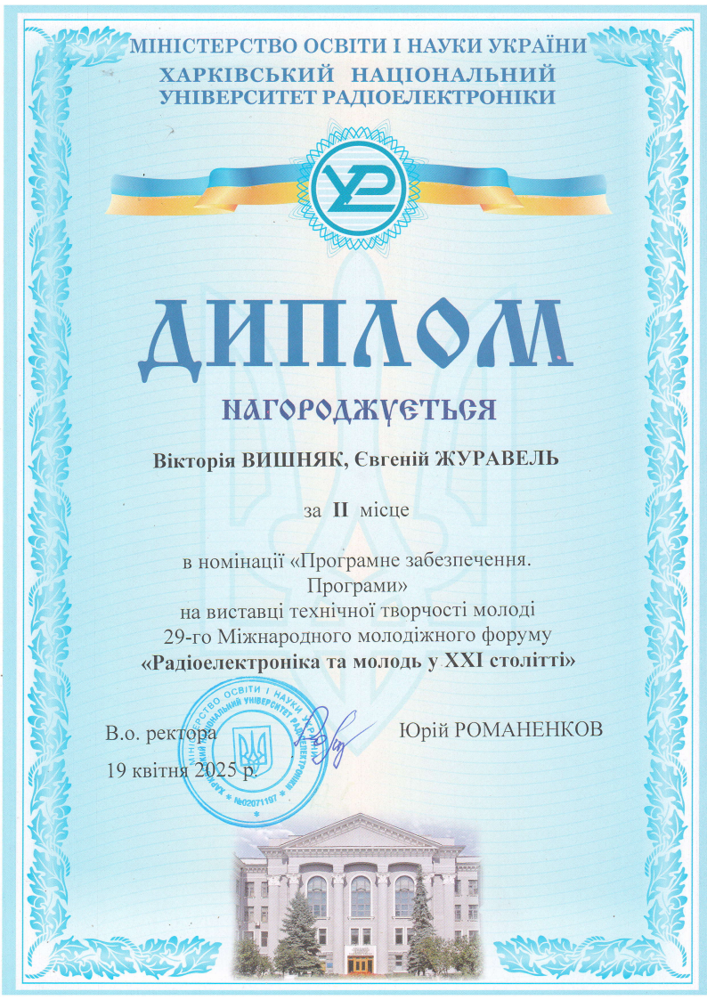 МІНІСТЕРСТВО ОСВІТИ І НАУКИ УКРАЇНИ
ХАРКІВСЬКИЙ НАЦІОНАЛЬНИЙ
УНІВЕРСИТЕТ РАДІОЕЛЕКТРОНІКИ
ДИПЛОМ
НАГОРОДЖУЄТЬСЯ
Вікторія ВИШНЯК, Євгеній ЖУРАВЕЛЬ
за II місце
в номінації «Програмне забезпечення.
Програми»
на виставці технічної творчості молоді
29-го Міжнародного молодіжного форуму
«Радіоелектроніка та молодь у XXI столітті»
В.о. ректора Юрій РОМАНЕНКОВ
19 квітня 2025 р.
МІНІСТЕРСТВО ОСВІТИ І НАУКИ УКРАЇНИ
ХАРКІВСЬКИЙ НАЦІОНАЛЬНИЙ УНІВЕРСИТЕТ РАДІОЕЛЕКТРОНІКИ
* №02071197 *